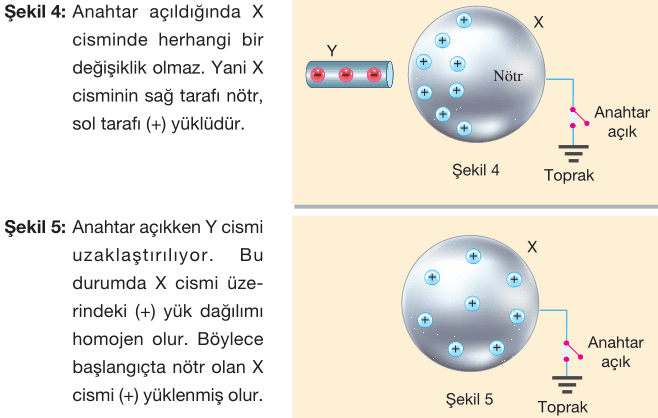 Şekil 4: Anahtar açıldığında X
cisminde herhangi bir
değişiklik olmaz. Yani X
cisminin sağ tarafı nötr,
sol tarafı (+) yüklüdür.
Y
X
Nötr
Anahtar
açık
Şekil 4
Toprak
Şekil 5: Anahtar açıkken Y cismi
uzaklaştırılıyor. Bu
durumda X cismi üze-
rindeki (+) yük dağılımı
homojen olur. Böylece
başlangıçta nötr olan X
cismi (+) yüklenmiş olur.
X
Anahtar
açık
Şekil 5
Toprak